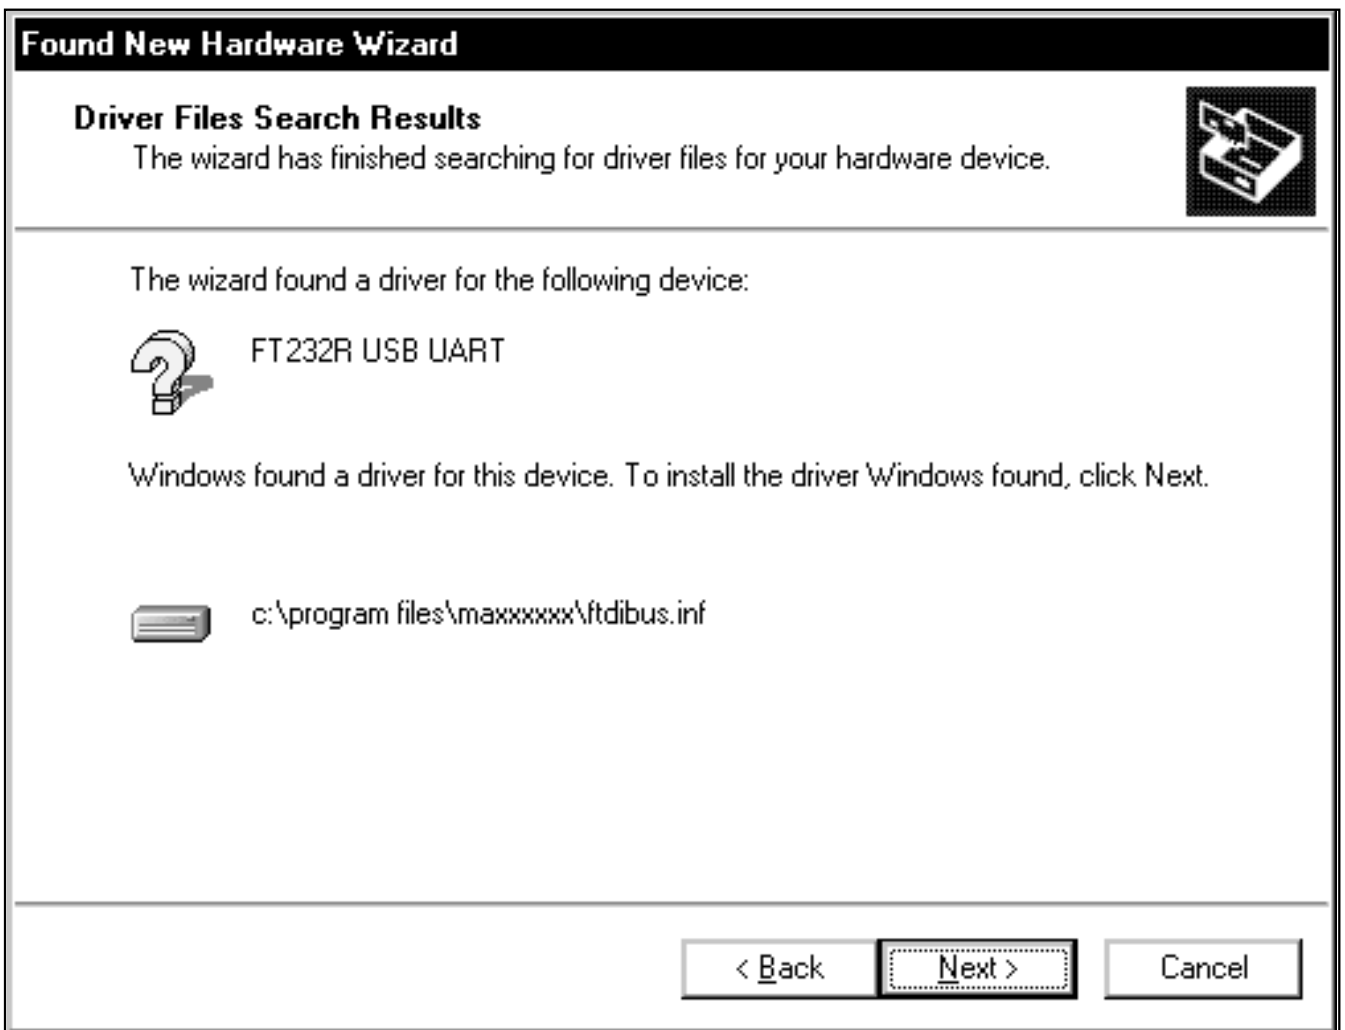 Found New Hardware Wizard
Driver Files Search Results
The wizard has finished searching for driver files for your hardware device.
The wizard found a driver for the following device:
FT232R USB UART
Windows found a driver for this device. To install the driver Windows found, click Next.
c:\program files\maxxxxxx\ftdibus.inf
< Back
Next >
Cancel